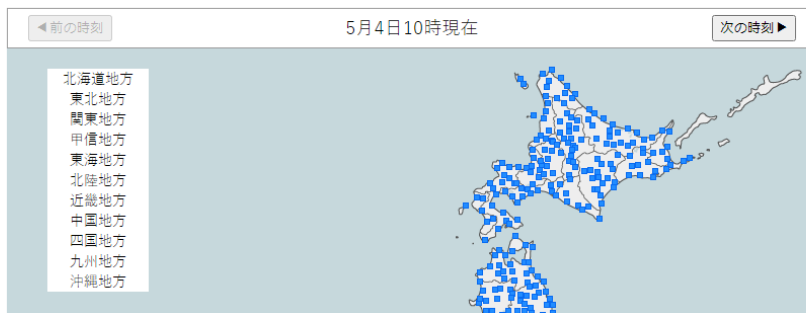 ◀前の時刻
5月4日10時現在
次の時刻▶
北海道地方
東北地方
関東地方
甲信地方
東海地方
北陸地方
近畿地方
中国地方
四国地方
九州地方
沖縄地方